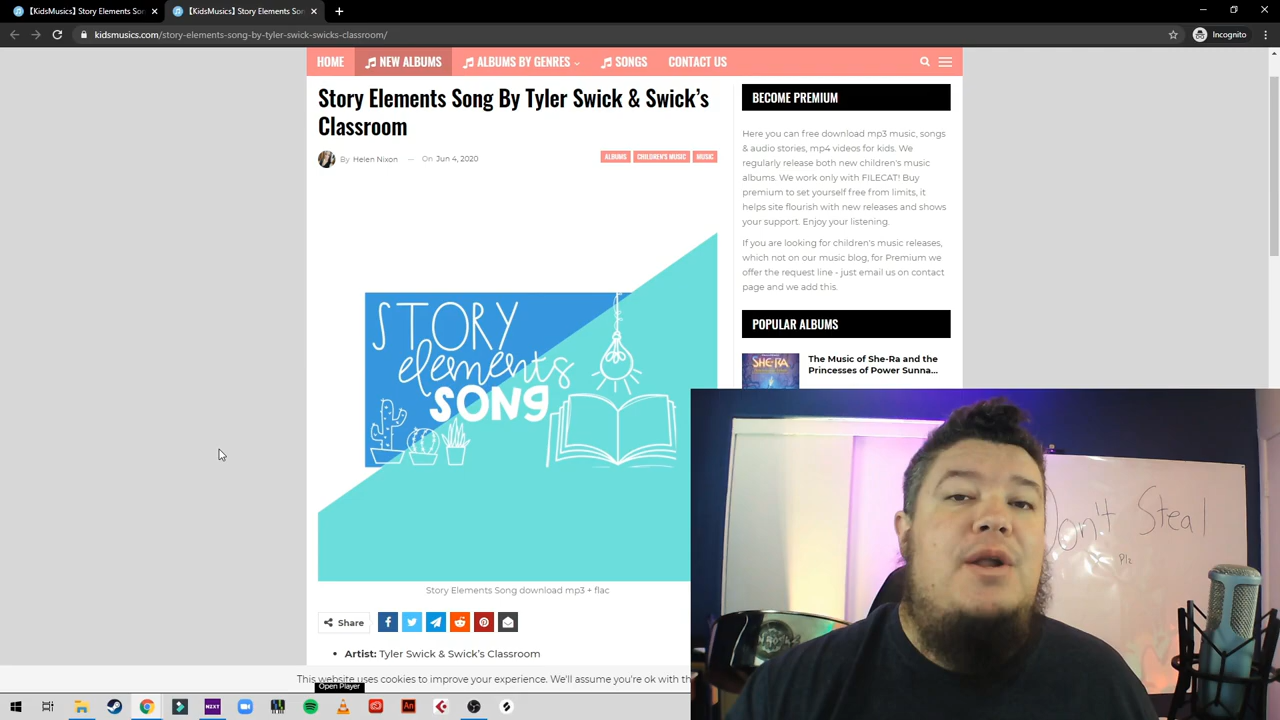 【KidsMusics】Story Elements Son
【KidsMusics】Story Elements Son
kidsmusics.com/story-elements-song-by-tyler-swick-swicks-classroom/
Incognito
HOME
NEW ALBUMS
ALBUMS BY GENRES
SONGS
CONTACT US
Story Elements Song By Tyler Swick & Swick's
Classroom
By Helen Nixon — On Jun 4, 2020
ALBUMS
CHILDREN'S MUSIC
MUSIC
STORY
elements
SONG
Story Elements Song download mp3 + flac
Share
Artist: Tyler Swick & Swick's Classroom
BECOME PREMIUM
Here you can free download mp3 music, songs
& audio stories, mp4 videos for kids. We
regularly release both new children's music
albums. We work only with FILECAT! Buy
premium to set yourself free from limits, it
helps site flourish with new releases and shows
your support. Enjoy your listening.
If you are looking for children's music releases,
which not on our music blog, for Premium we
offer the request line - just email us on contact
page and we add this.
POPULAR ALBUMS
SHE-RA
The Music of She-Ra and the
Princesses of Power Sunna...
Don't Steal
Plz
This website uses cookies to improve your experience. We'll assume you're ok with th
Open Player
NZXT
An